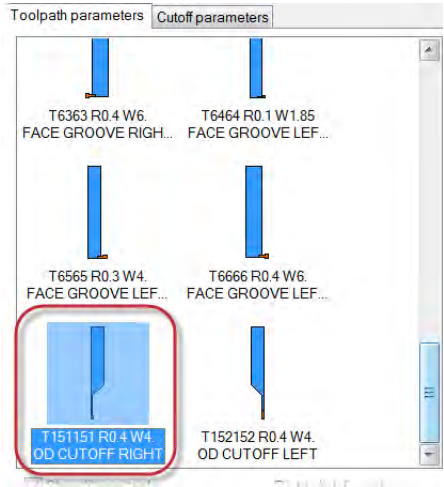 Toolpath parameters Cutoff parameters
T6363 R0.4 W6. T6464 R0.1 W1.85
FACE GROOVE RIGH... FACE GROOVE LEF...
T6565 R0.3 W4. T6666 R0.4 W6.
FACE GROOVE LEF... FACE GROOVE LEF...
T151151 R0.4 W4. T152152 R0.4 W4.
OD CUTOFF RIGHT OD CUTOFF LEFT